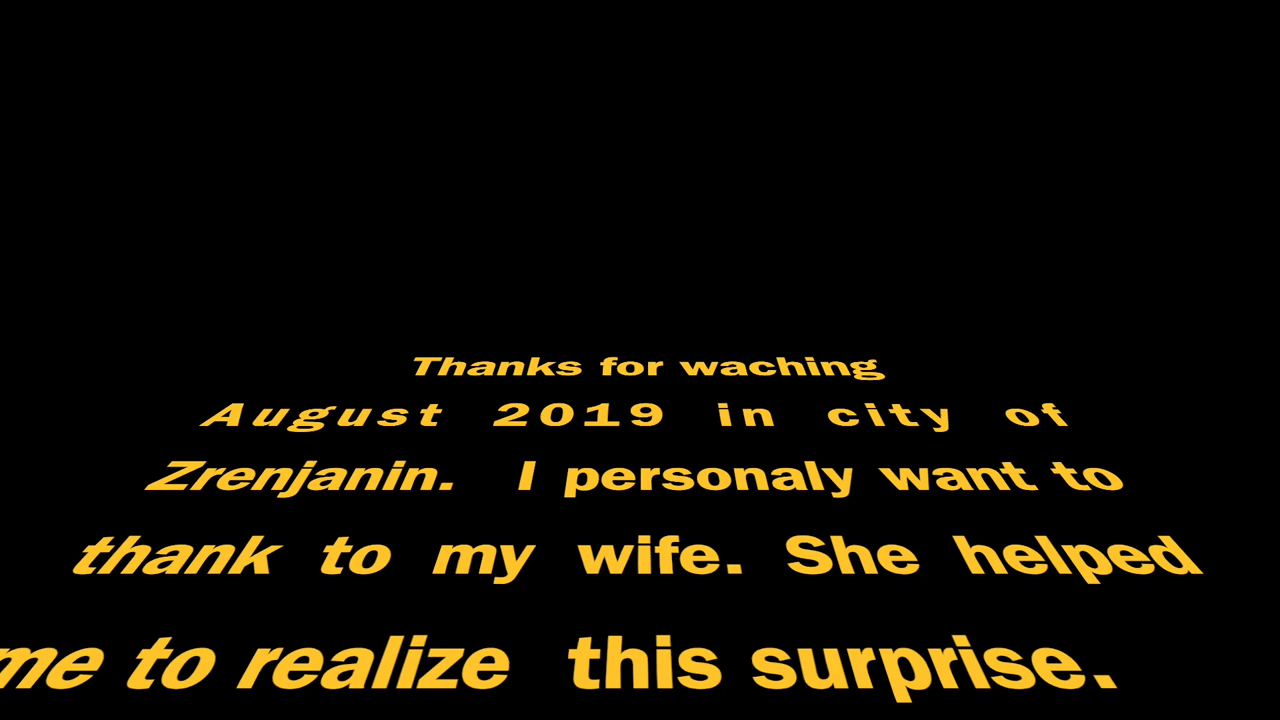 Thanks for waching
August 2019 in city of
Zrenjanin. I personaly want to
thank to my wife. She helped
me to realize this surprise.